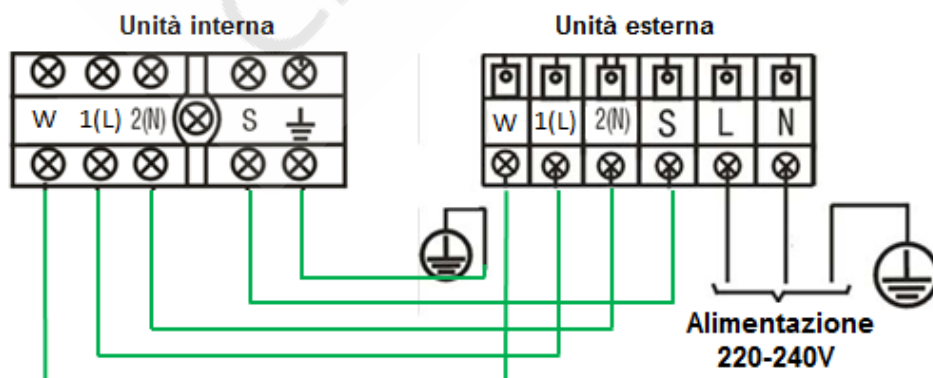 Unità interna Unità esterna
W 1(L) 2(N) S
W 1(L) 2(N) S L N
Alimentazione
220-240V